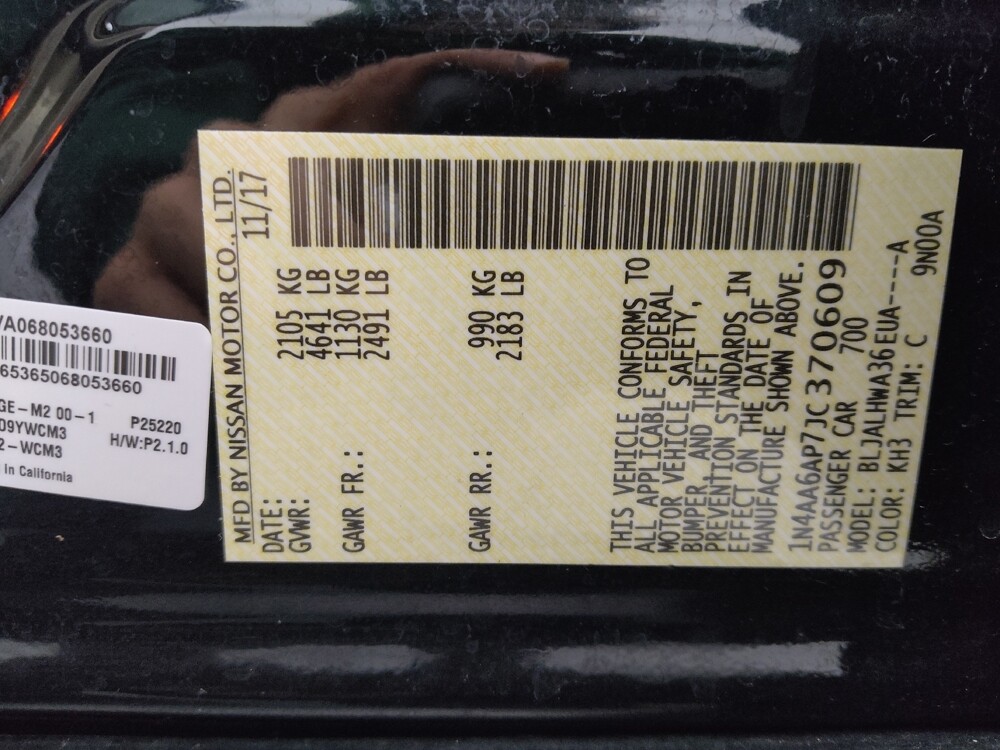 MFD BY NISSAN MOTOR CO., LTD.
DATE: 11/17
GVWR: 2105 KG
4641 LB
GAWR FR.: 1130 KG
2491 LB
GAWR RR.: 990 KG
2183 LB
THIS VEHICLE CONFORMS TO
ALL APPLICABLE FEDERAL
MOTOR VEHICLE SAFETY,
BUMPER, AND THEFT
PREVENTION STANDARDS IN
EFFECT ON THE DATE OF
MANUFACTURE SHOWN ABOVE.
1N4AA6AP7JC370609
PASSENGER CAR 700
MODEL: BLJALHWA36EUA----A
COLOR: KH3 TRIM: C 9N00A
VA068053660
65365068053660
GE-M2 00-1 P25220
D9YWCM3 H/W:P2.1.0
2-WCM3
in California